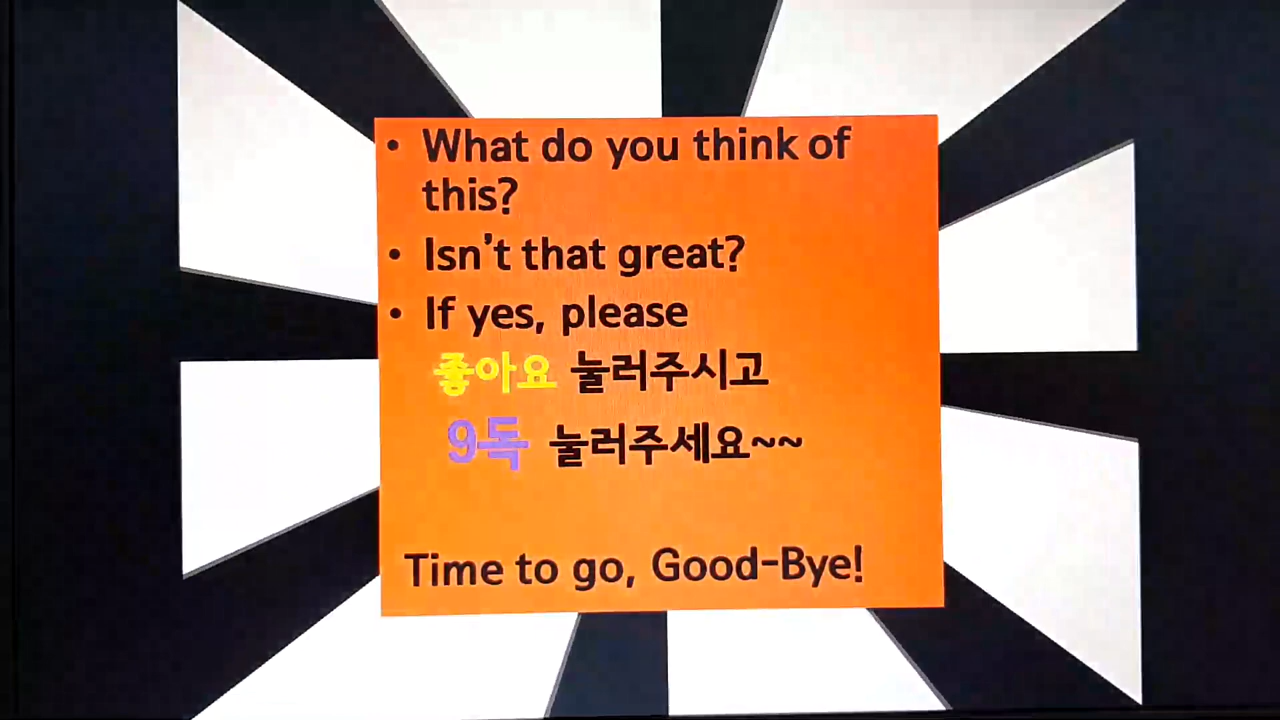 • What do you think of
this?
• Isn't that great?
• If yes, please
좋아요 눌러주시고
9독 눌러주세요~~
Time to go, Good-Bye!